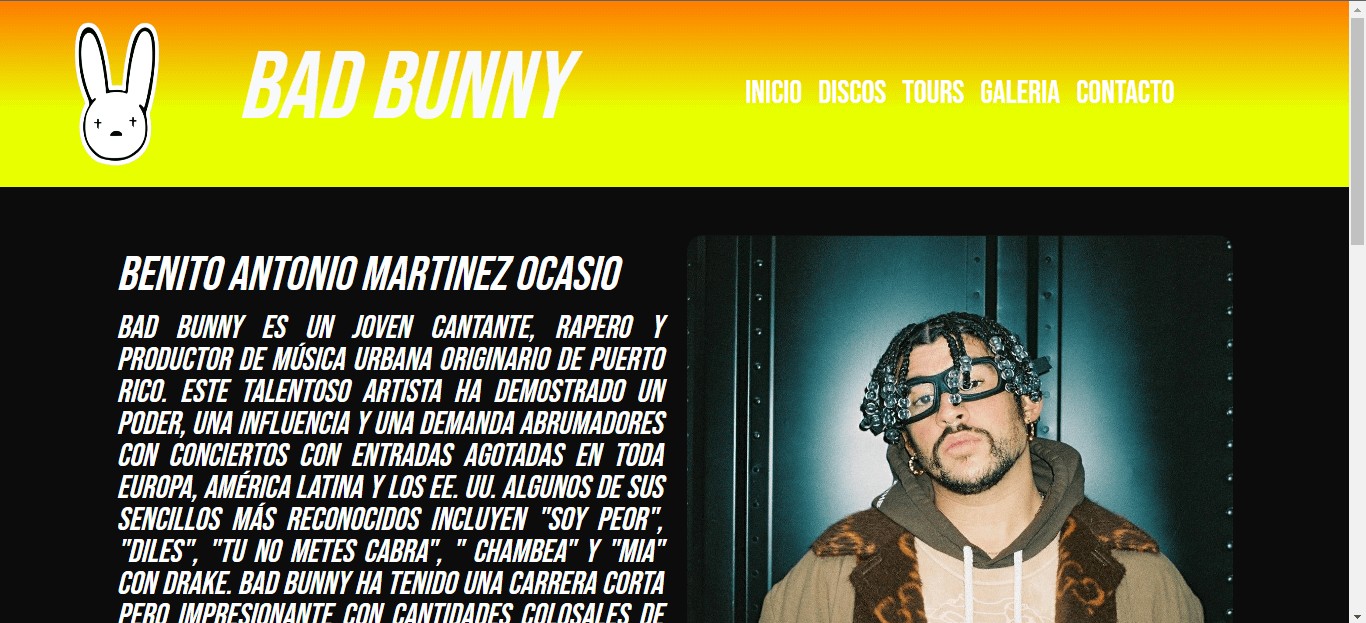 BAD BUNNY
INICIO DISCOS TOURS GALERIA CONTACTO
BENITO ANTONIO MARTINEZ OCASIO
BAD BUNNY ES UN JOVEN CANTANTE, RAPERO Y
PRODUCTOR DE MÚSICA URBANA ORIGINARIO DE PUERTO
RICO. ESTE TALENTOSO ARTISTA HA DEMOSTRADO UN
PODER, UNA INFLUENCIA Y UNA DEMANDA ABRUMADORES
CON CONCIERTOS CON ENTRADAS AGOTADAS EN TODA
EUROPA, AMÉRICA LATINA Y LOS EE. UU. ALGUNOS DE SUS
SENCILLOS MÁS RECONOCIDOS INCLUYEN "SOY PEOR",
"DILES", "TU NO METES CABRA", " CHAMBEA" Y "MIA"
CON DRAKE. BAD BUNNY HA TENIDO UNA CARRERA CORTA
PERO IMPRESIONANTE CON CANTIDADES COLOSALES DE